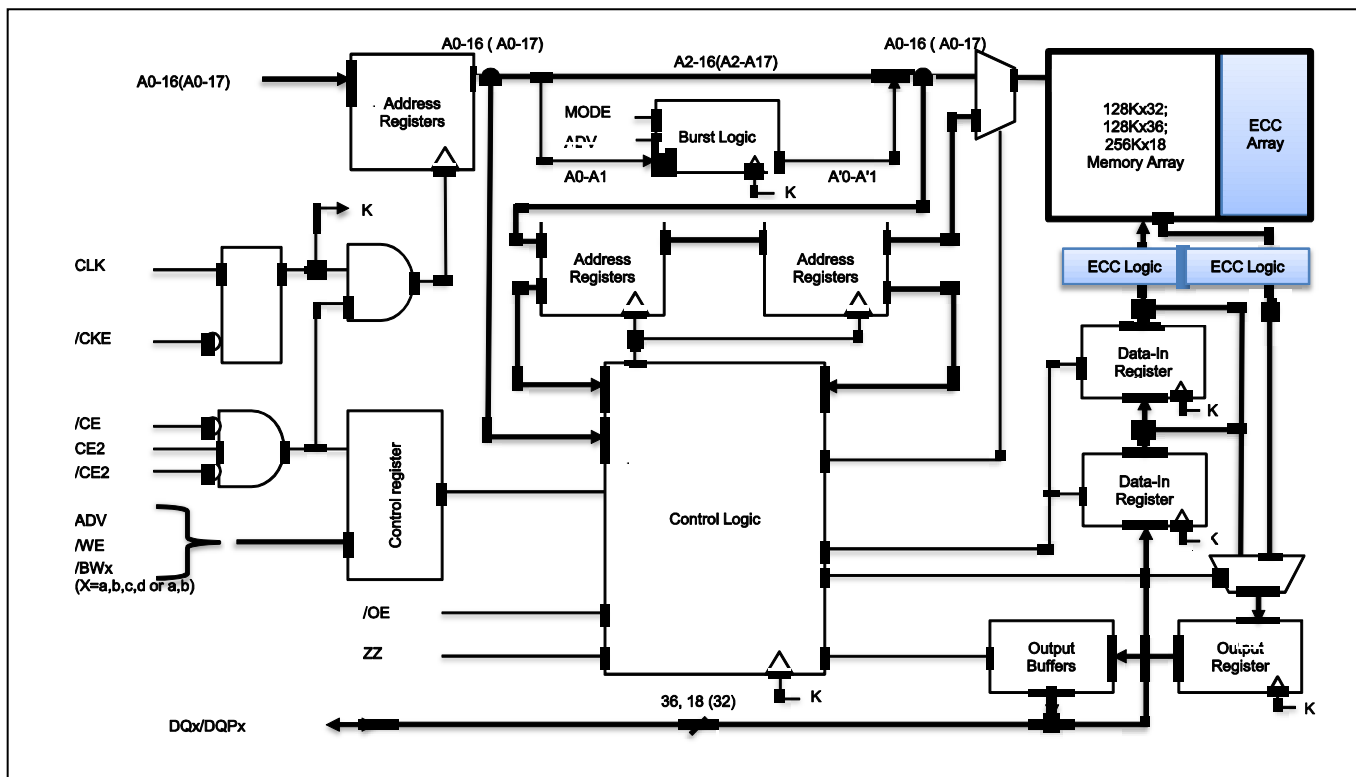 A0-16 ( A0-17)
A0-16 ( A0-17)
A0-16(A0-17)
A2-16(A2-A17)
Address
Registers
MODE
ADV
Burst Logic
A0-A1
A'0-A'1
K
128Kx32;
128Kx36;
256Kx18
Memory Array
ECC
Array
K
CLK
/CKE
Address
Registers
Address
Registers
ECC Logic
ECC Logic
Data-In
Register
K
/CE
CE2
/CE2
Control register
Data-In
Register
K
Control Logic
ADV
/WE
/BWx
(X=a,b,c,d or a,b)
/OE
ZZ
Output
Buffers
Output
Register
K
K
36, 18 (32)
DQx/DQPx